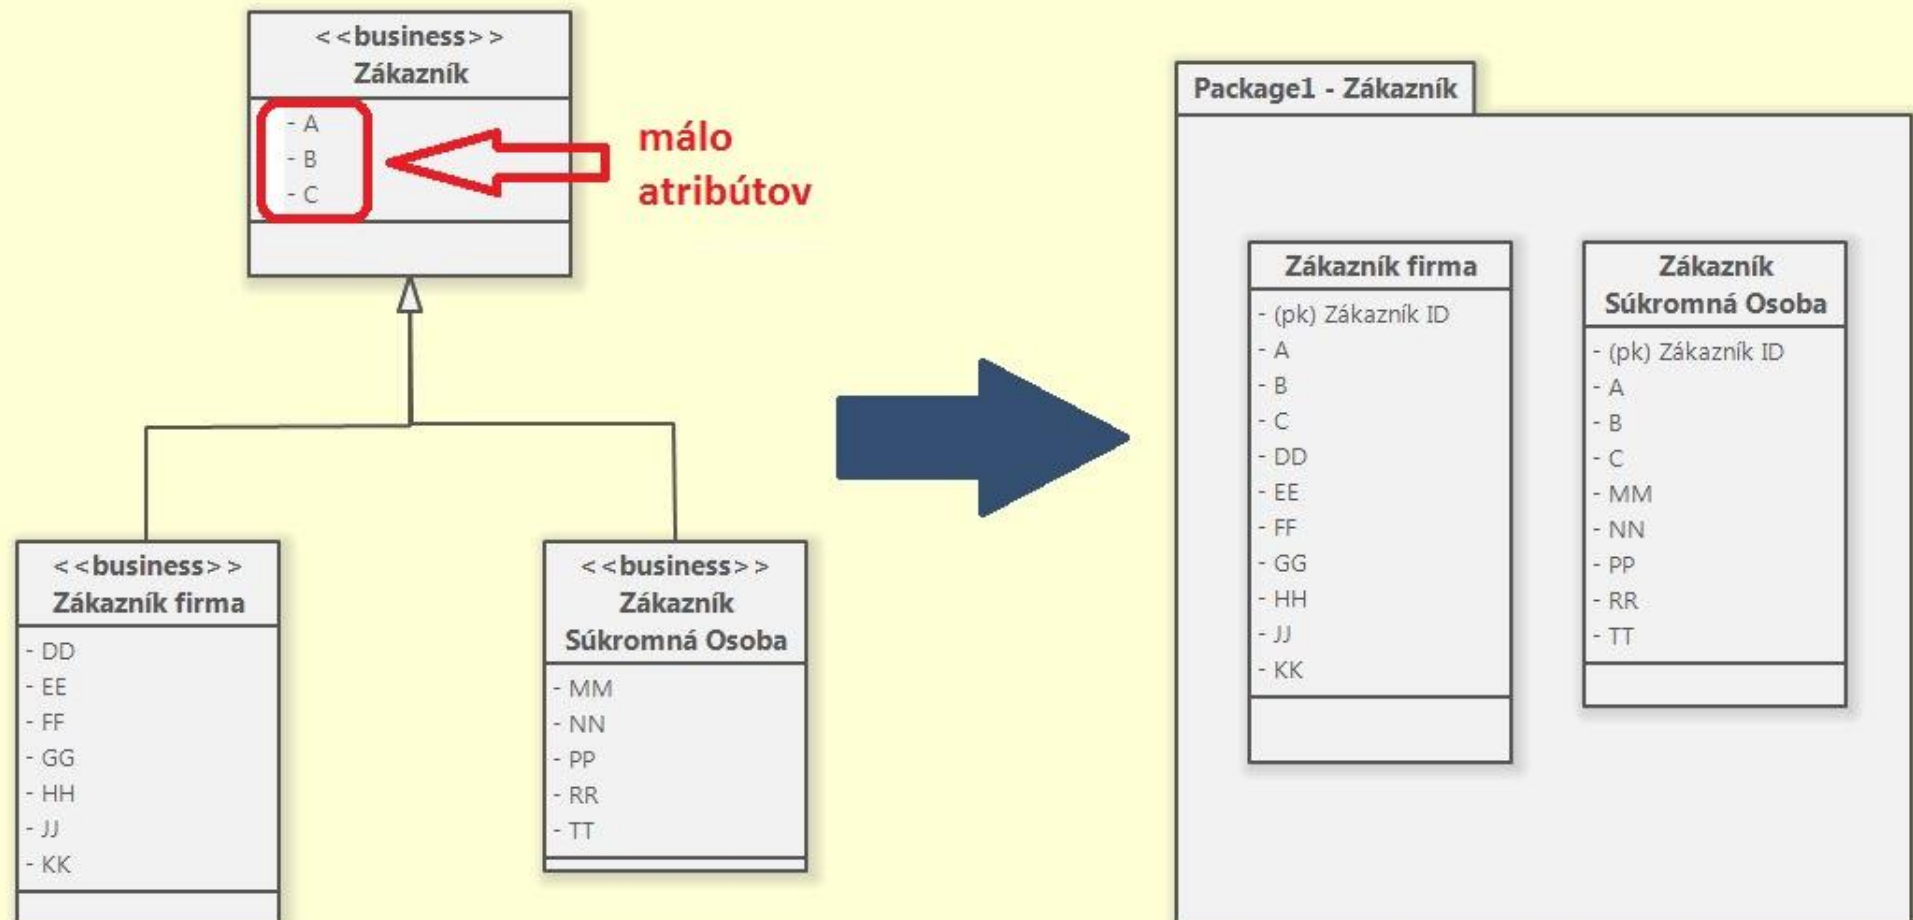 <<business>>
Zákazník
- A
- B
- C
málo
atribútov
<<business>>
Zákazník firma
- DD
- EE
- FF
- GG
- HH
- JJ
- KK
<<business>>
Zákazník
Súkromná Osoba
- MM
- NN
- PP
- RR
- TT
Package1 - Zákazník
Zákazník firma
- (pk) Zákazník ID
- A
- B
- C
- DD
- EE
- FF
- GG
- HH
- JJ
- KK
Zákazník
Súkromná Osoba
- (pk) Zákazník ID
- A
- B
- C
- MM
- NN
- PP
- RR
- TT